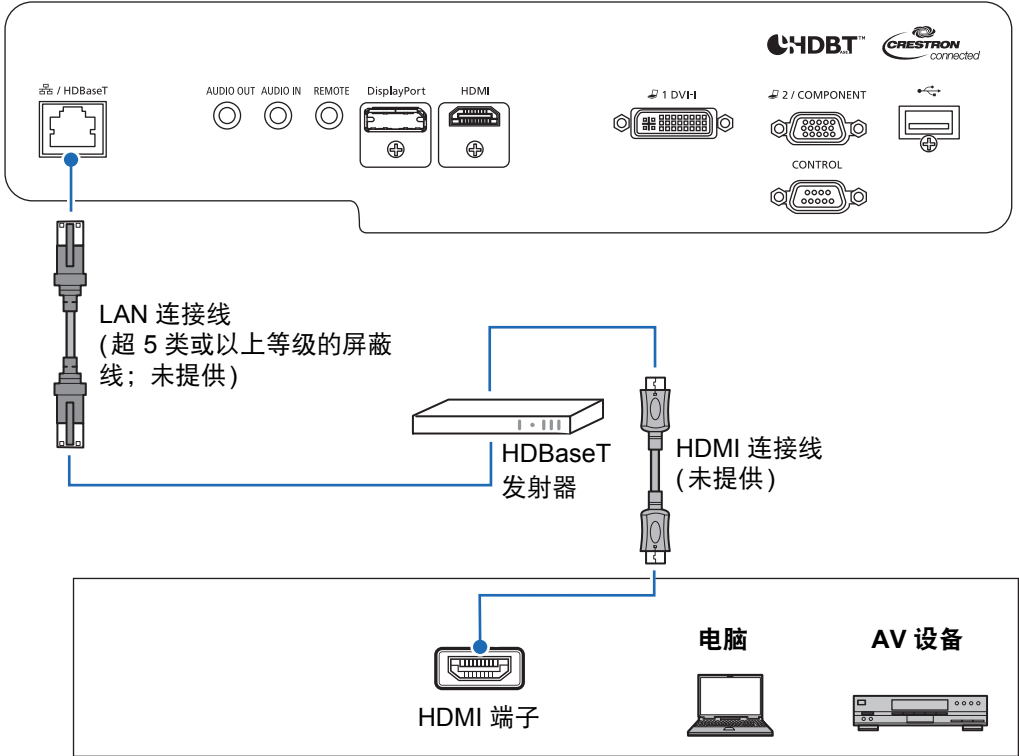 HDBT™
CRESTRON
connected
/ HDBaseT
AUDIO OUT
AUDIO IN
REMOTE
DisplayPort
HDMI
1 DVI-I
2 / COMPONENT
CONTROL
LAN 连接线
(超 5 类或以上等级的屏蔽
线；未提供)
HDBaseT
发射器
HDMI 连接线
(未提供)
HDMI 端子
电脑
AV 设备